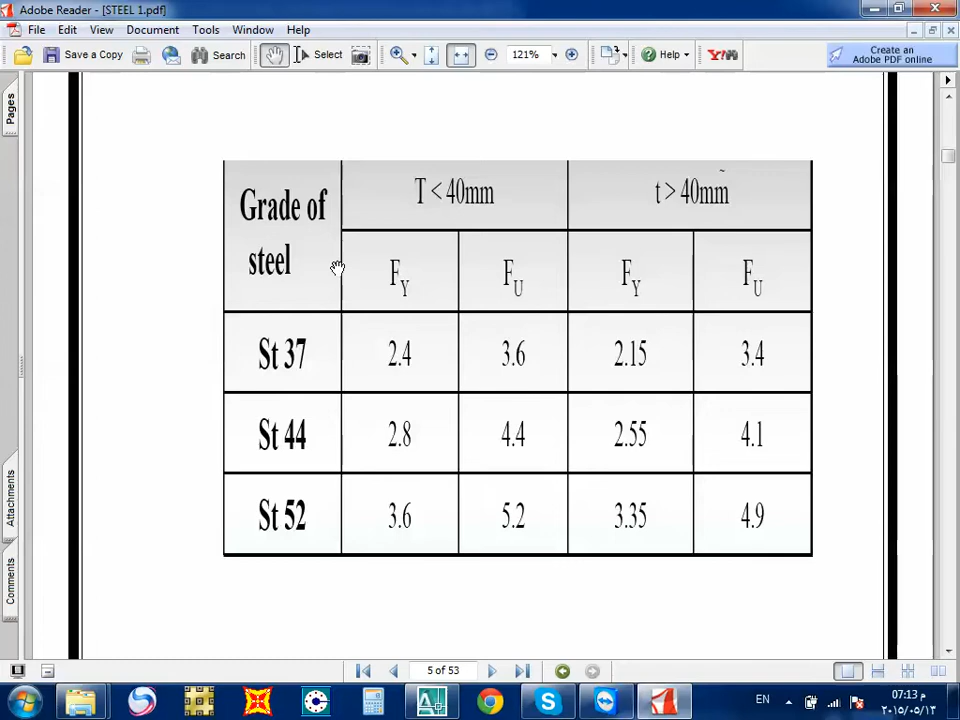 Adobe Reader - [STEEL 1.pdf]
File Edit View Document Tools Window Help
Save a Copy Search Select 121% Help Y! Create an Adobe PDF online
Pages
Attachments
Comments
Grade of steel
T < 40mm t > 40mm
FY FU FY FU
St 37 2.4 3.6 2.15 3.4
St 44 2.8 4.4 2.55 4.1
St 52 3.6 5.2 3.35 4.9
5 of 53
EN
07:13 م
٢٠١٥/٠٥/١٣